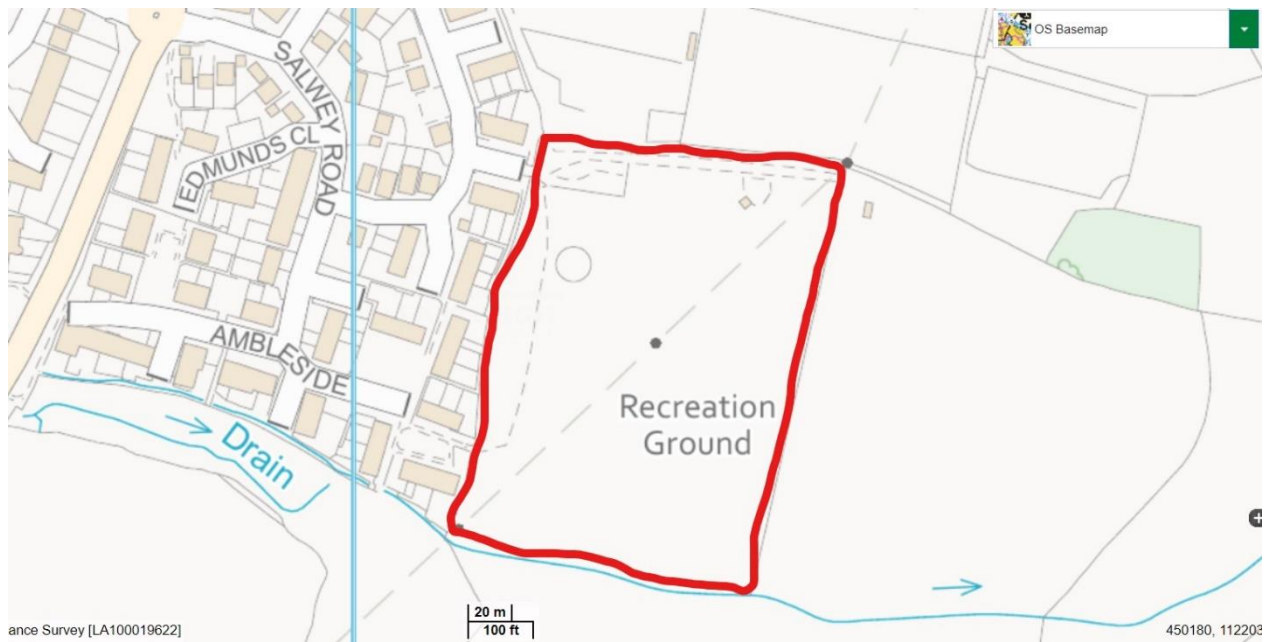 OS Basemap
SALWEY ROAD
EDMUNDS CL
AMBLESIDE
Drain
Recreation
Ground
20 m
100 ft
ance Survey [LA100019622]
450180, 112203